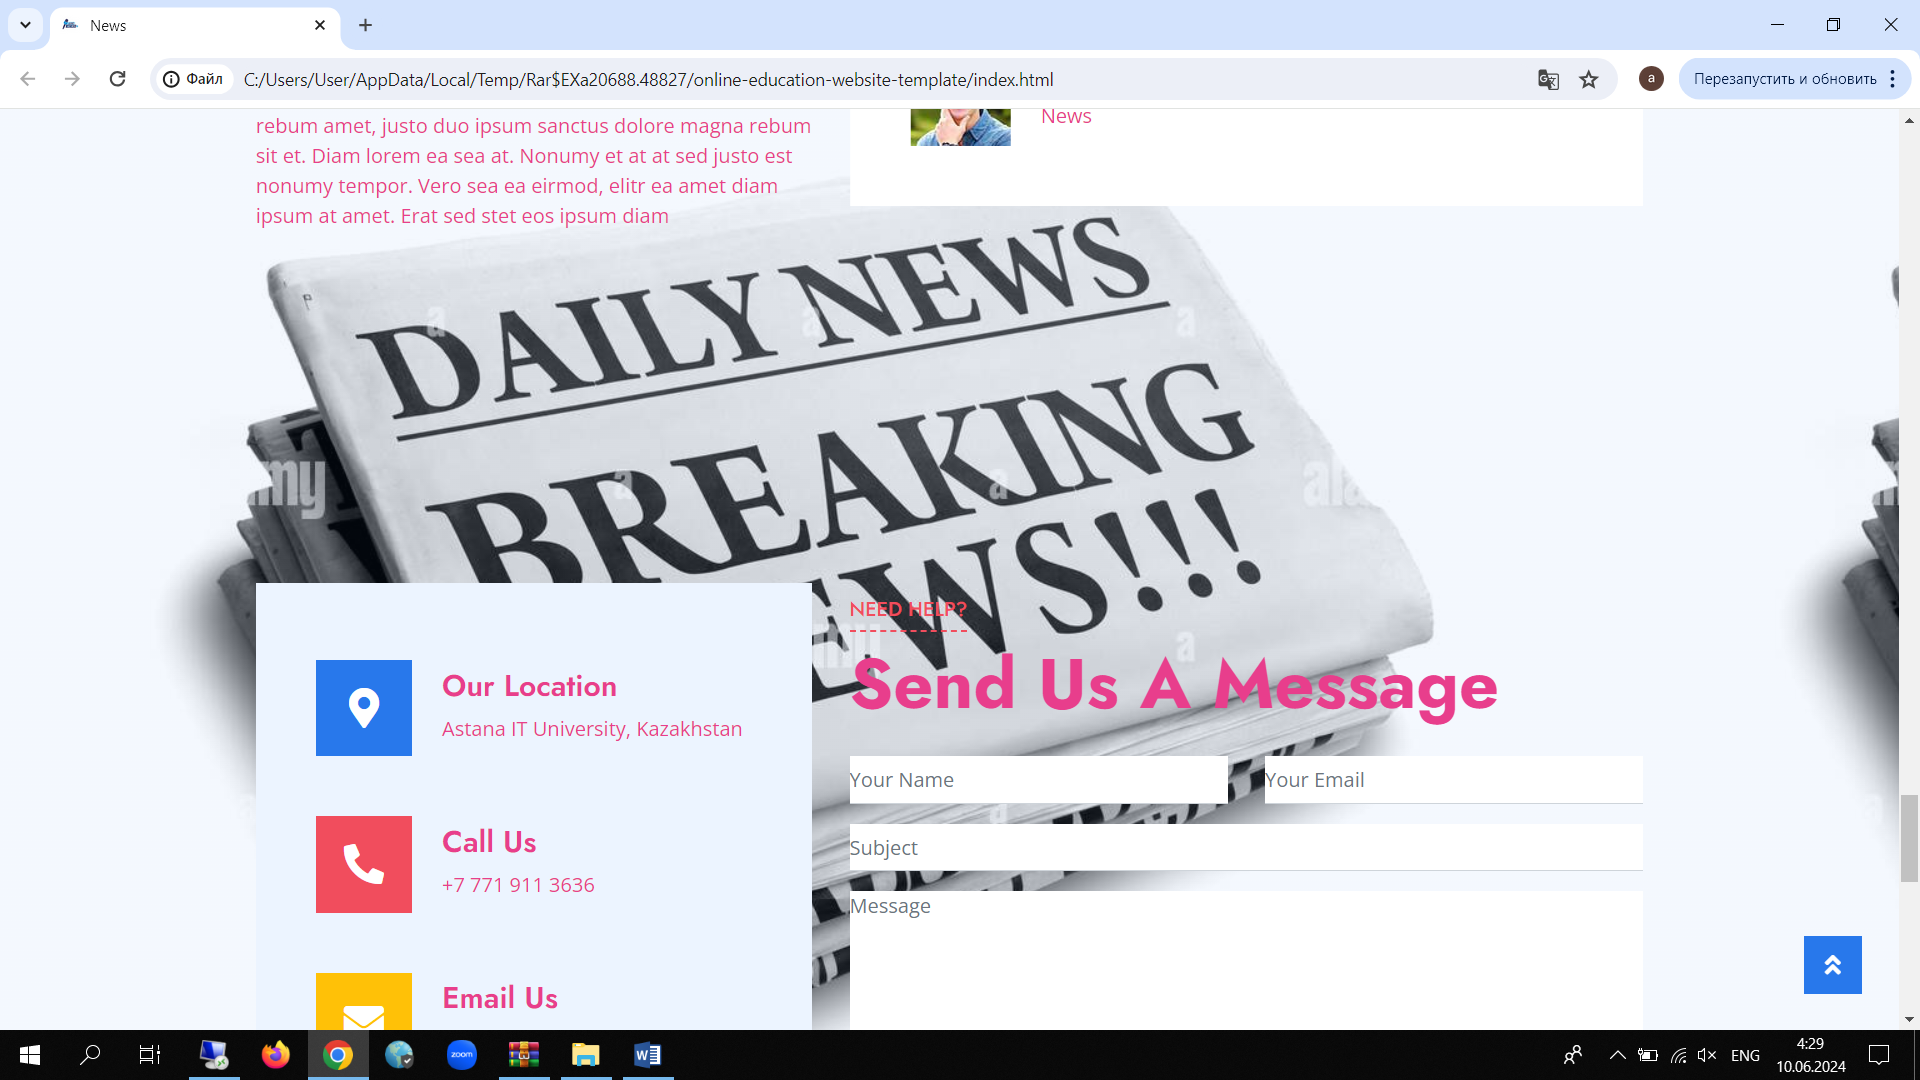 News
Файл
C:/Users/User/AppData/Local/Temp/Rar$EXa20688.48827/online-education-website-template/index.html
a
Перезапустить и обновить
rebum amet, justo duo ipsum sanctus dolore magna rebum
sit et. Diam lorem ea sea at. Nonumy et at at sed justo est
nonumy tempor. Vero sea ea eirmod, elitr ea amet diam
ipsum at amet. Erat sed stet eos ipsum diam
News
DAILY NEWS
BREAKING
EWS!!!
NEED HELP?
Send Us A Message
Our Location
Astana IT University, Kazakhstan
Your Name
Your Email
Call Us
+7 771 911 3636
Subject
Message
Email Us
zoom
ENG
4:29
10.06.2024